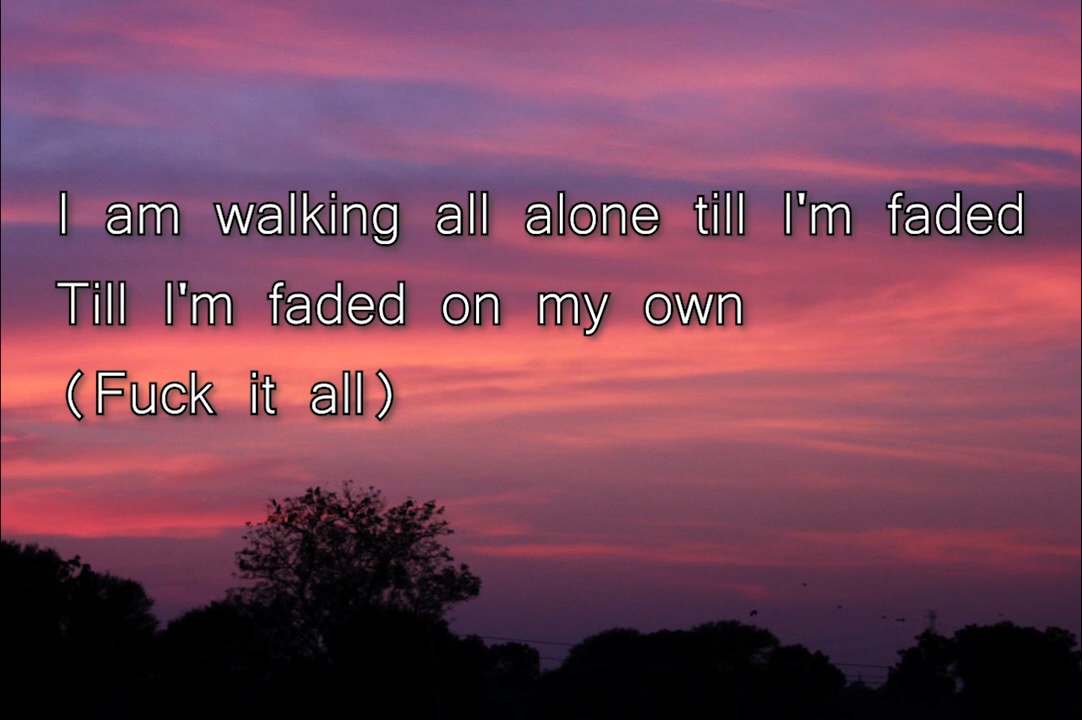 I am walking all alone till I'm faded
Till I'm faded on my own
(Fuck it all)